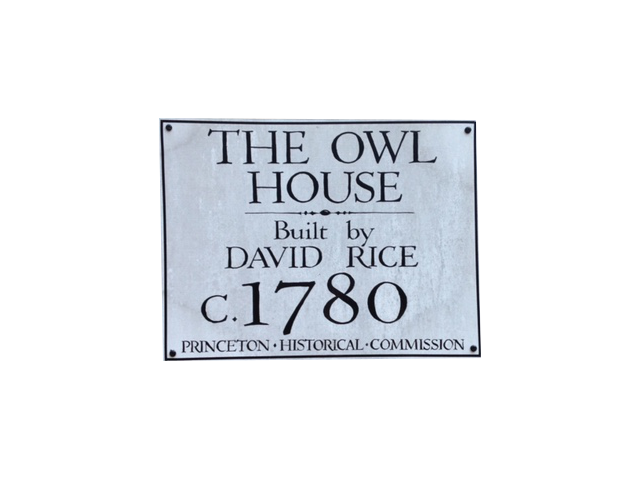 THE OWL
HOUSE
Built by
DAVID RICE
C.1780
PRINCETON·HISTORICAL·COMMISSION